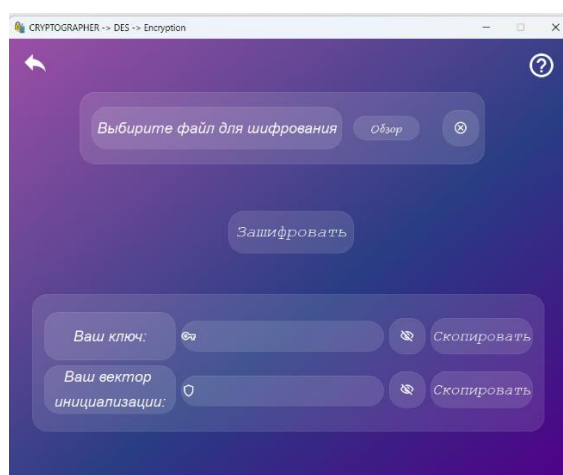 CRYPTOGRAPHER -> DES -> Encryption
Выбирите файл для шифрования Обзор
Зашифровать
Ваш ключ: Скопировать
Ваш вектор
инициализации: Скопировать